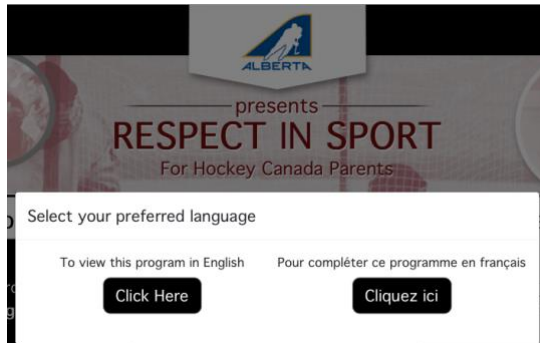 ALBERTA
presents
RESPECT IN SPORT
For Hockey Canada Parents
Select your preferred language
To view this program in English
Click Here
Pour compléter ce programme en français
Cliquez ici